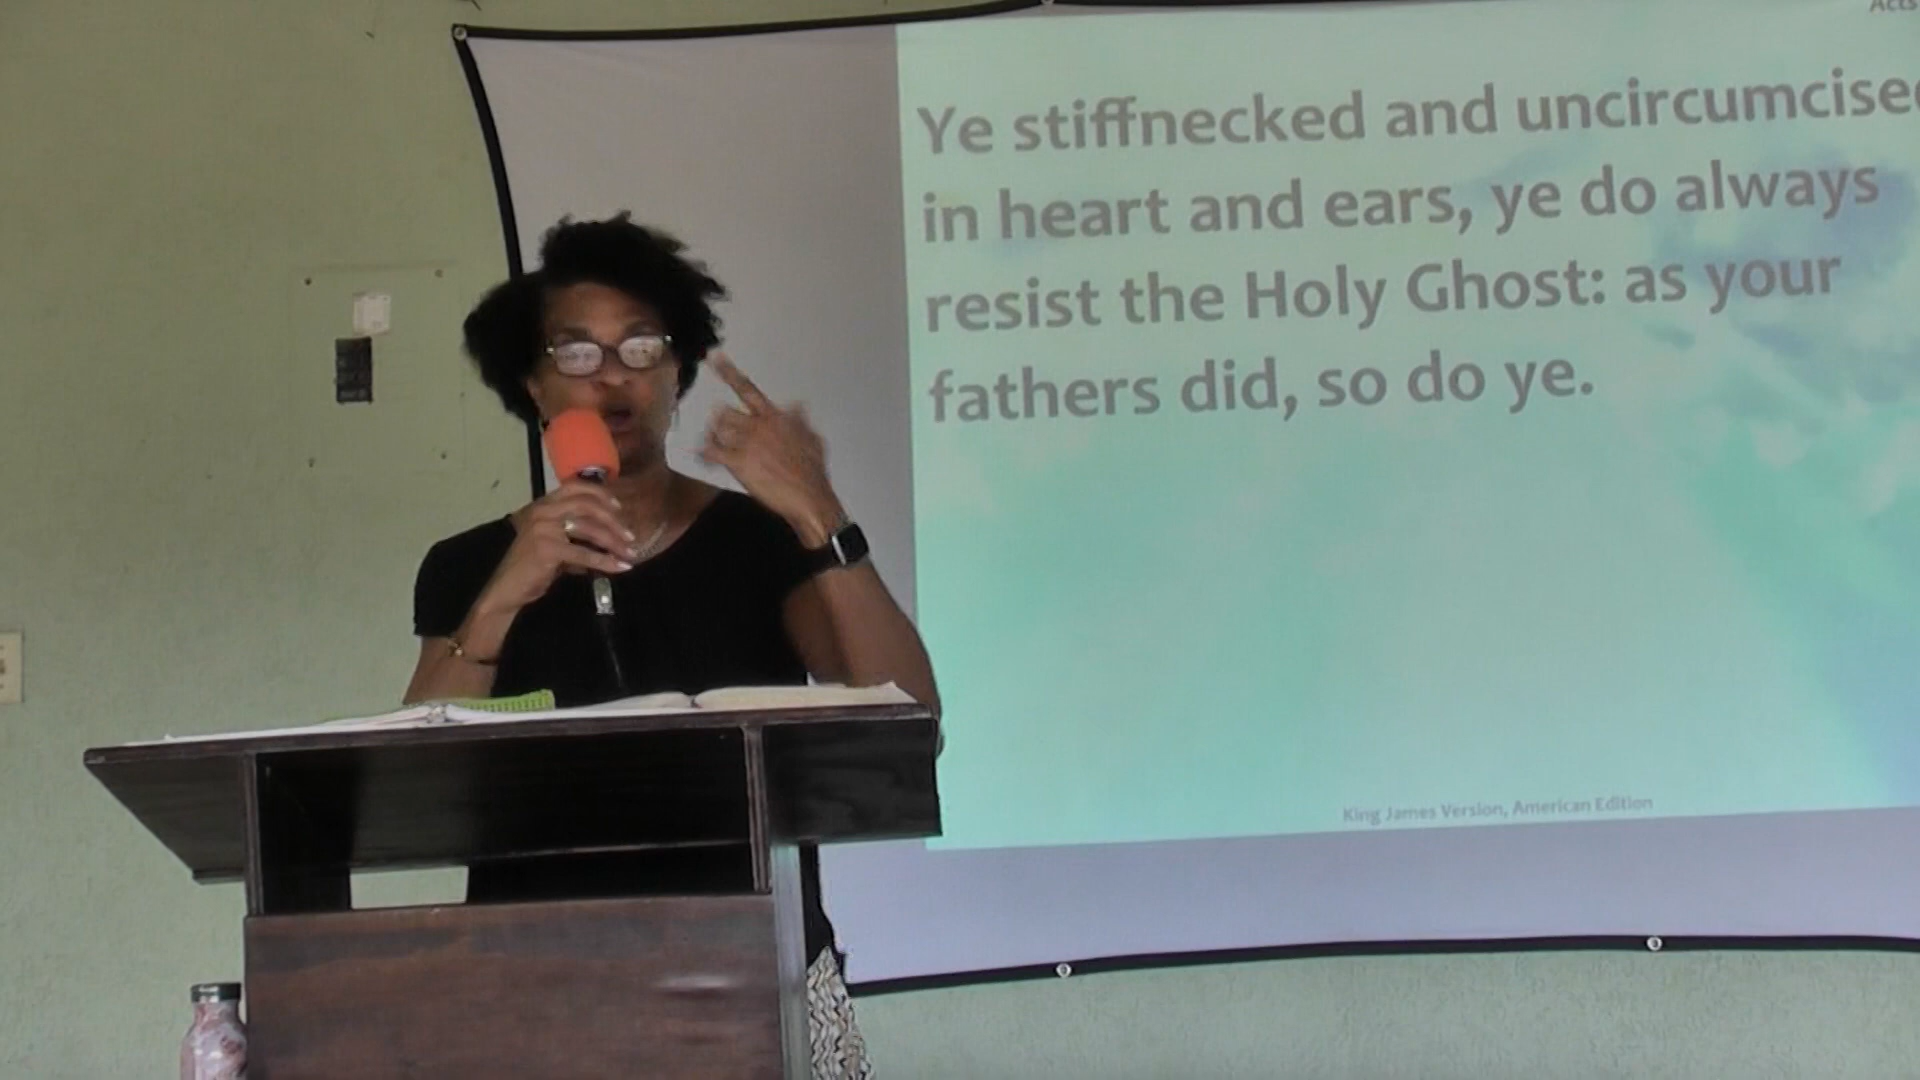 Acts
Ye stiffnecked and uncircumcised
in heart and ears, ye do always
resist the Holy Ghost: as your
fathers did, so do ye.
King James Version, American Edition